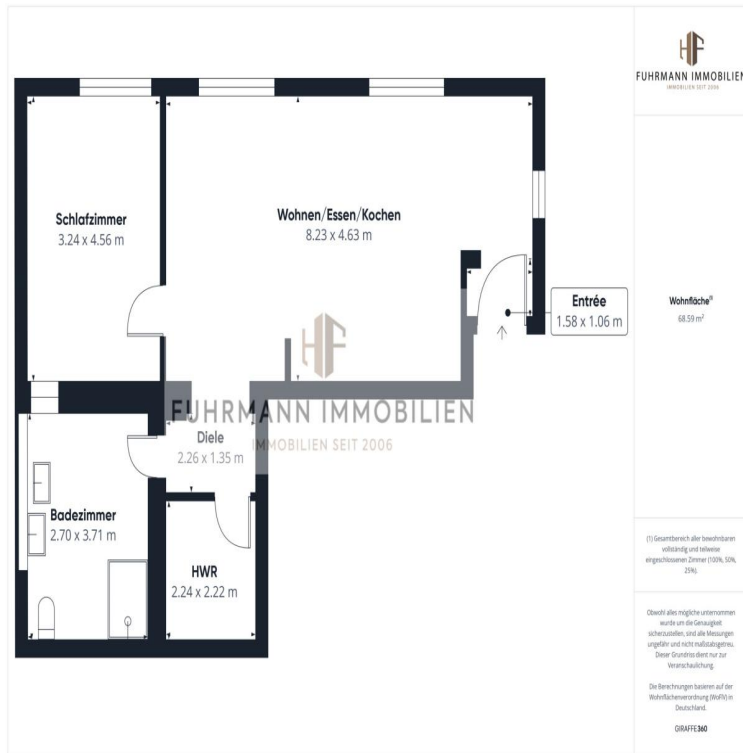 FUHRMANN IMMOBILIEN
IMMOBILIEN SEIT 2006
Schlafzimmer
3.24 x 4.56 m
Wohnen/Essen/Kochen
8.23 x 4.63 m
Entrée
1.58 x 1.06 m
Wohnfläche⁽¹⁾
68.59 m²
FUHRMANN IMMOBILIEN
IMMOBILIEN SEIT 2006
Diele
2.26 x 1.35 m
Badezimmer
2.70 x 3.71 m
HWR
2.24 x 2.22 m
(1) Gesamtbereich aller bewohnbaren
vollständig und teilweise
eingeschlossenen Zimmer (100%, 50%,
25%).
Obwohl alles mögliche unternommen
wurde um die Genauigkeit
sicherzustellen, sind alle Messungen
ungefähr und nicht maßstabsgetreu.
Dieser Grundriss dient nur zur
Veranschaulichung.
Die Berechnungen basieren auf der
Wohnflächenverordnung (WoFlV) in
Deutschland.
GIRAFFE360